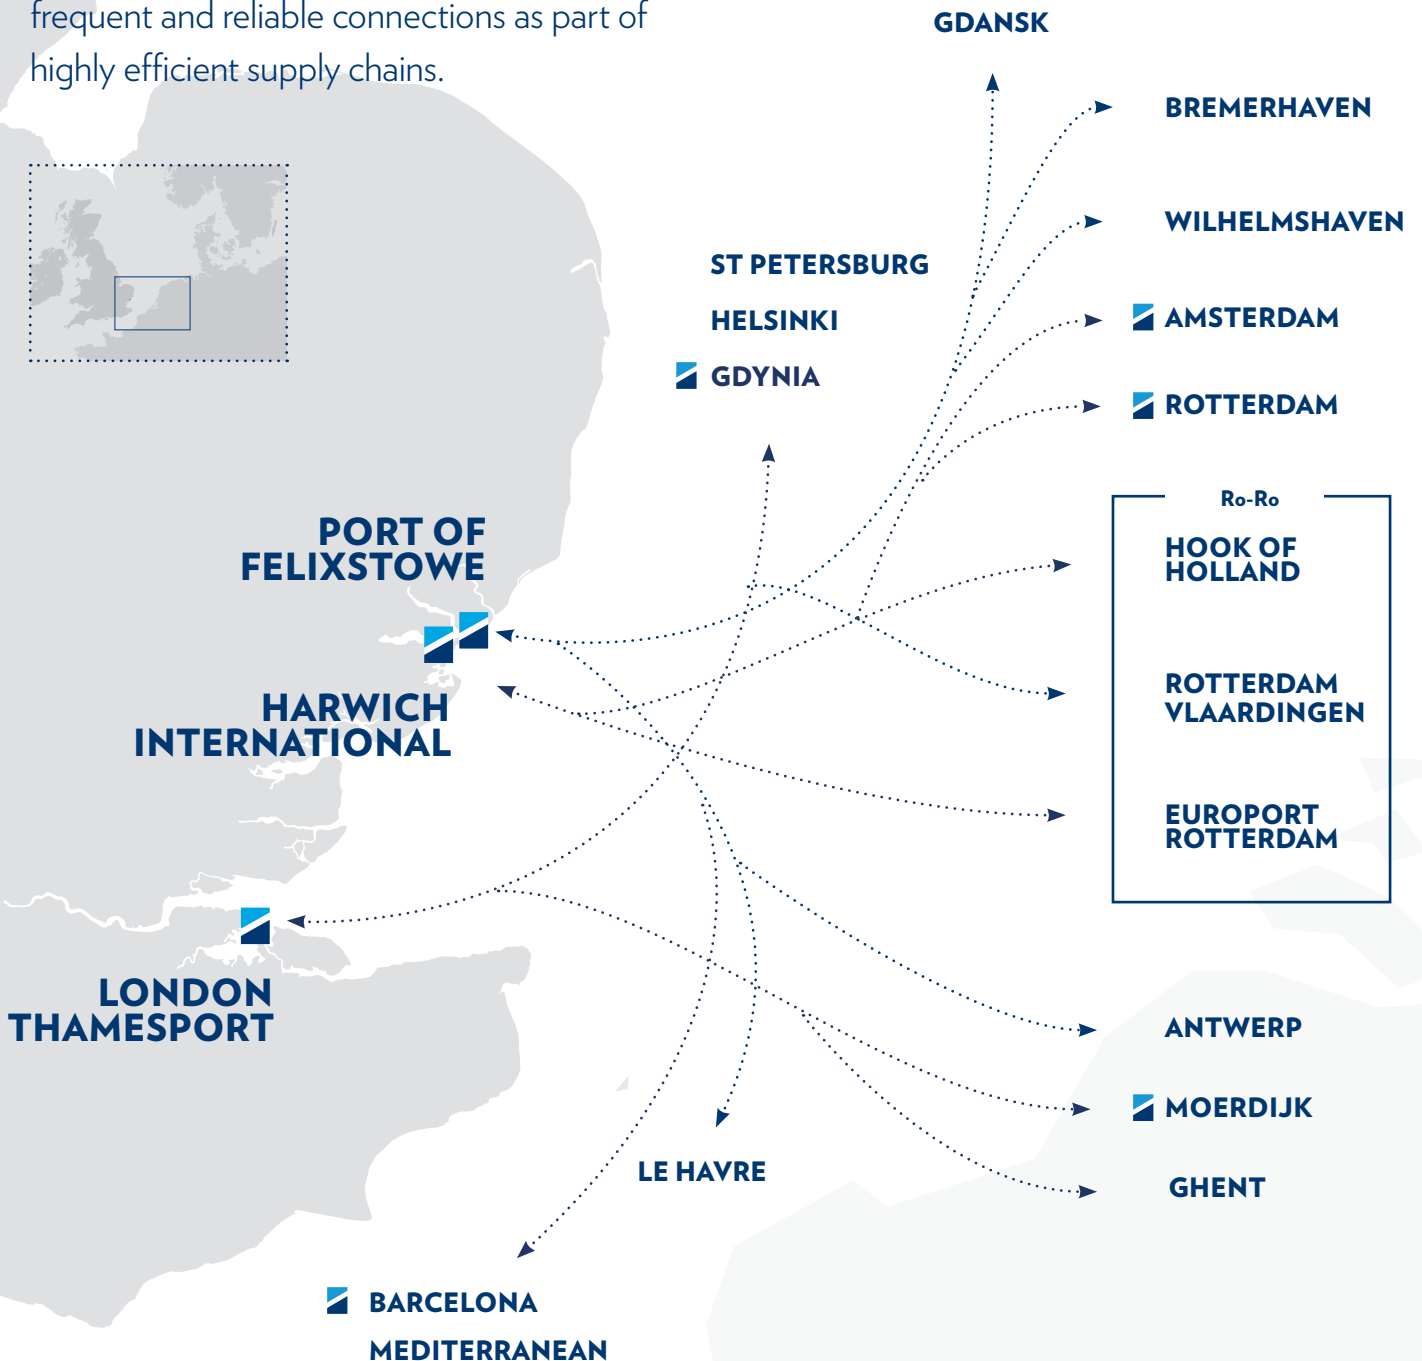 frequent and reliable connections as part of
highly efficient supply chains.
GDANSK
BREMERHAVEN
WILHELMSHAVEN
ST PETERSBURG
HELSINKI
GDYNIA
AMSTERDAM
ROTTERDAM
Ro-Ro
HOOK OF
HOLLAND
ROTTERDAM
VLAARDINGEN
EUROPORT
ROTTERDAM
PORT OF
FELIXSTOWE
HARWICH
INTERNATIONAL
LONDON
THAMESPORT
ANTWERP
MOERDIJK
GHENT
LE HAVRE
BARCELONA
MEDITERRANEAN